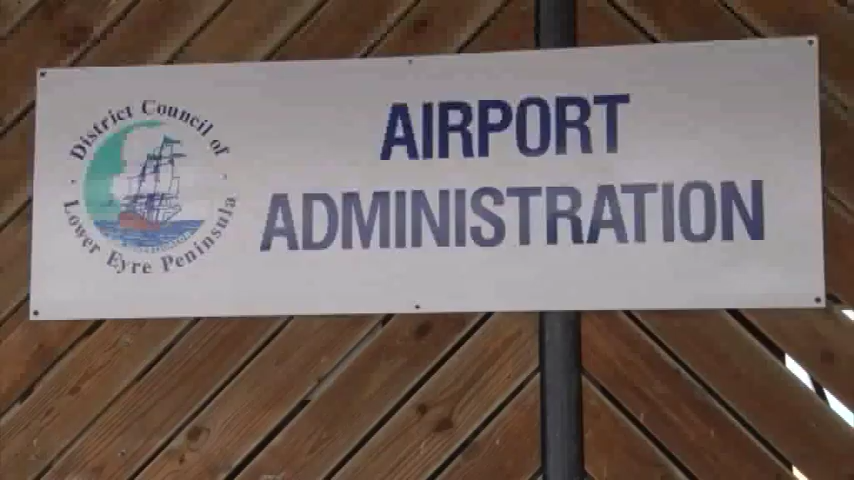 District Council of
Lower Eyre Peninsula
AIRPORT
ADMINISTRATION